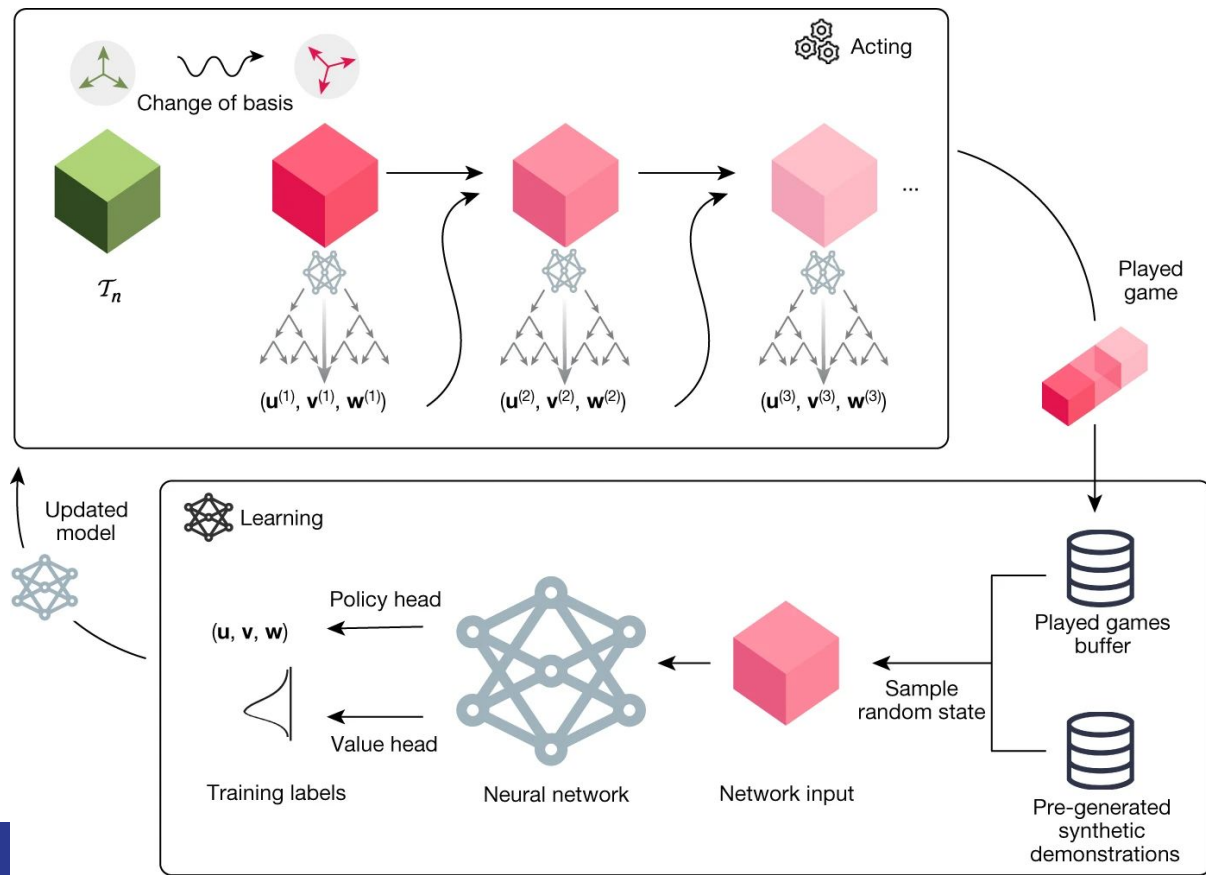 Acting
Change of basis
𝒯ₙ
...
(u⁽¹⁾, v⁽¹⁾, w⁽¹⁾)
(u⁽²⁾, v⁽²⁾, w⁽²⁾)
(u⁽³⁾, v⁽³⁾, w⁽³⁾)
Played
game
Updated
model
Learning
Policy head
(u, v, w)
Value head
Training labels
Neural network
Network input
Sample
random state
Played games
buffer
Pre-generated
synthetic
demonstrations